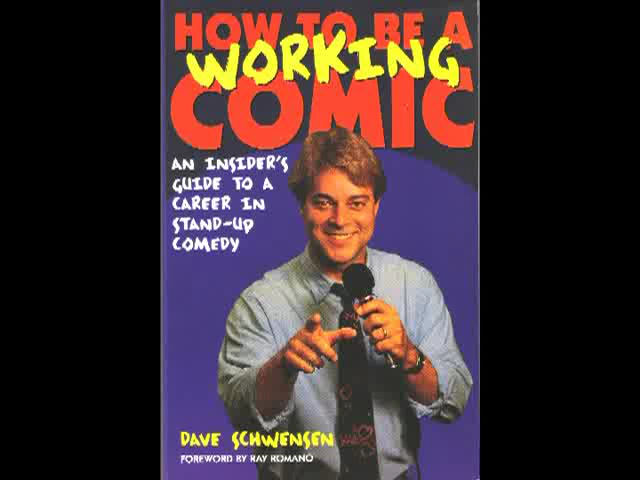 HOW TO BE A
WORKING
COMIC
AN INSIDER'S
GUIDE TO A
CAREER IN
STAND-UP
COMEDY
DAVE SCHWENSEN
FOREWORD BY RAY ROMANO